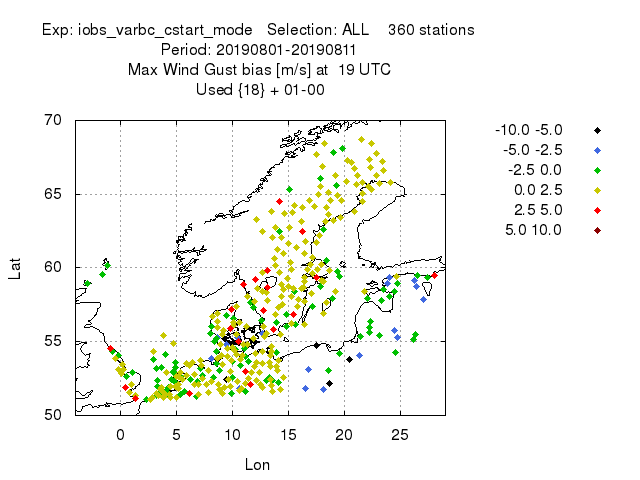 Exp: iobs_varbc_cstart_mode   Selection: ALL    360 stations
Period: 20190801-20190811
Max Wind Gust bias [m/s] at  19 UTC
Used {18} + 01-00
-10.0 -5.0
-5.0 -2.5
-2.5 0.0
0.0 2.5
2.5 5.0
5.0 10.0
70
65
60
55
50
Lat
0 5 10 15 20 25
Lon